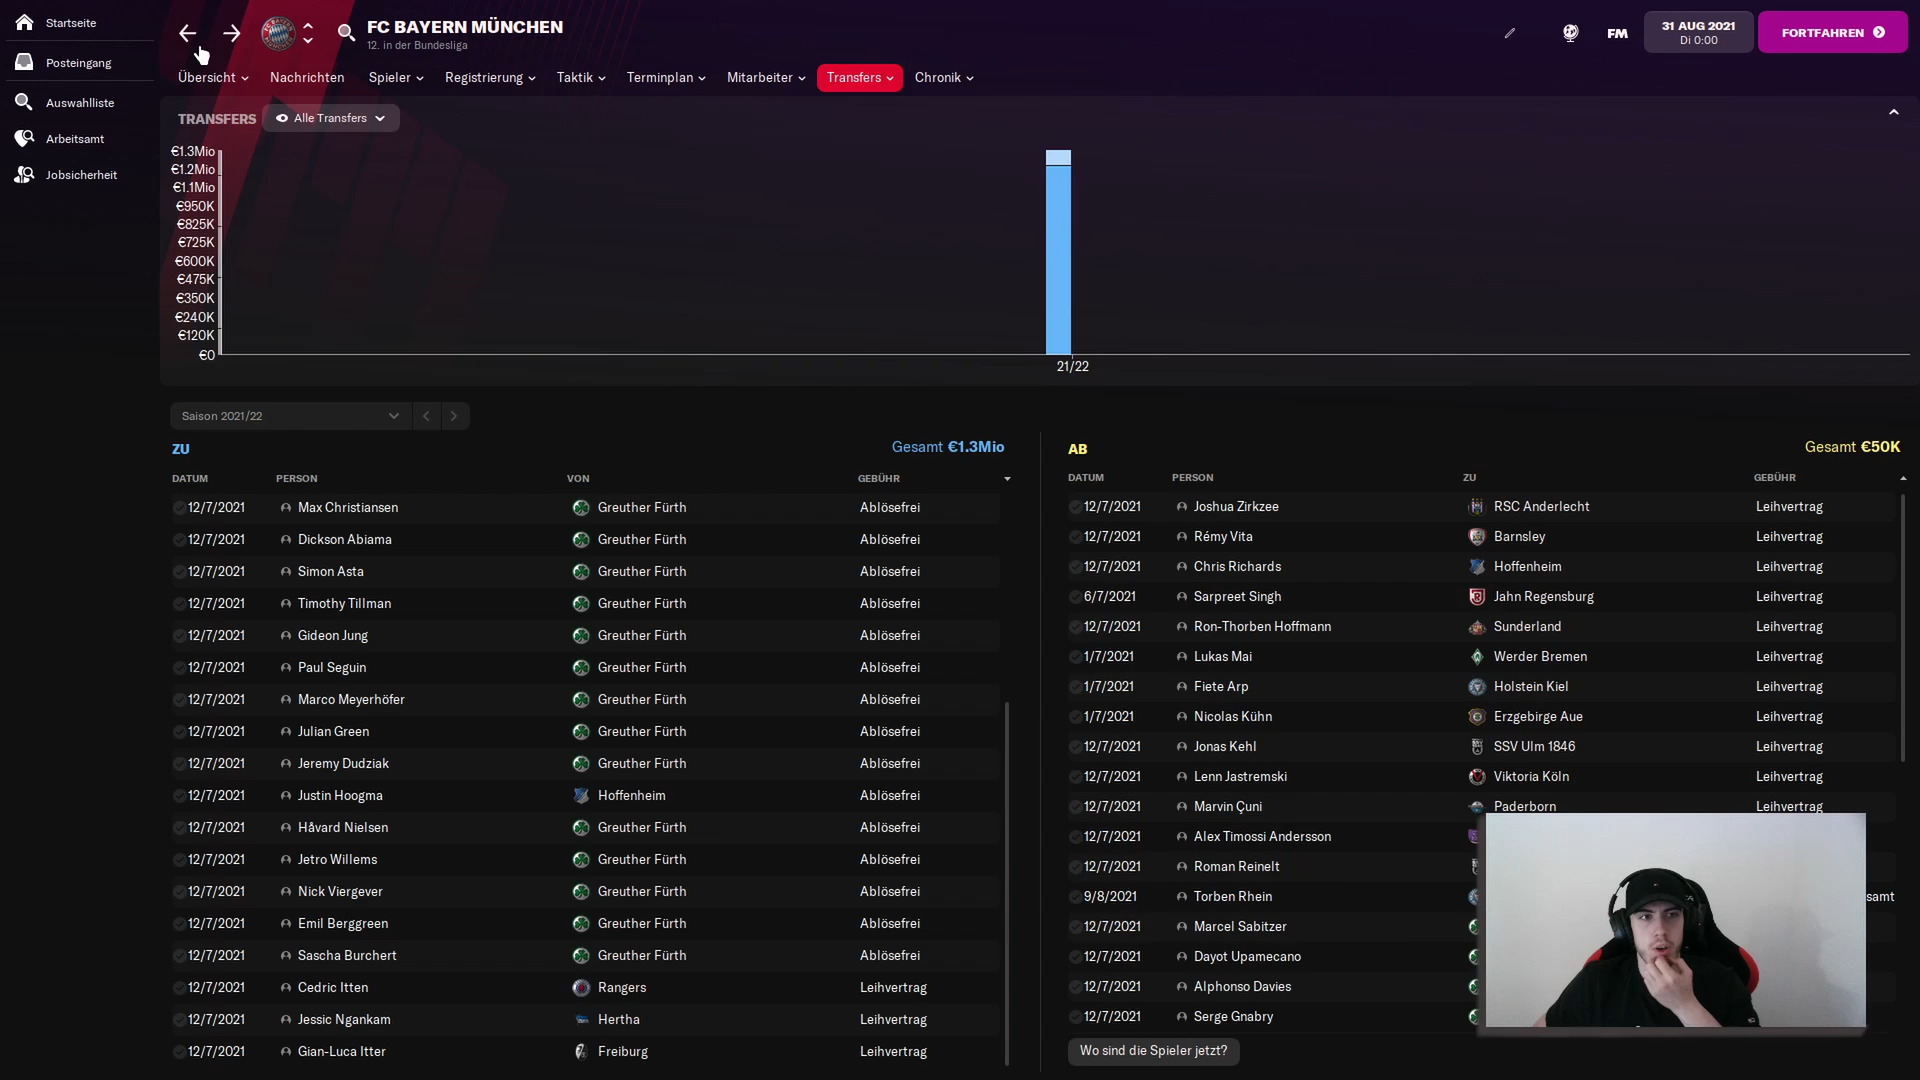 Startseite
Posteingang
Auswahlliste
Arbeitsamt
Jobsicherheit
FC BAYERN MÜNCHEN
12. in der Bundesliga
FM
31 AUG 2021
Di 0:00
FORTFAHREN
Übersicht Nachrichten Spieler Registrierung Taktik Terminplan Mitarbeiter Transfers Chronik
TRANSFERS Alle Transfers
€1.3Mio
€1.2Mio
€1.1Mio
€950K
€825K
€725K
€600K
€475K
€350K
€240K
€120K
€0
21/22
Saison 2021/22
ZU Gesamt €1.3Mio
DATUM PERSON VON GEBÜHR
12/7/2021 Max Christiansen Greuther Fürth Ablösefrei
12/7/2021 Dickson Abiama Greuther Fürth Ablösefrei
12/7/2021 Simon Asta Greuther Fürth Ablösefrei
12/7/2021 Timothy Tillman Greuther Fürth Ablösefrei
12/7/2021 Gideon Jung Greuther Fürth Ablösefrei
12/7/2021 Paul Seguin Greuther Fürth Ablösefrei
12/7/2021 Marco Meyerhöfer Greuther Fürth Ablösefrei
12/7/2021 Julian Green Greuther Fürth Ablösefrei
12/7/2021 Jeremy Dudziak Greuther Fürth Ablösefrei
12/7/2021 Justin Hoogma Hoffenheim Ablösefrei
12/7/2021 Håvard Nielsen Greuther Fürth Ablösefrei
12/7/2021 Jetro Willems Greuther Fürth Ablösefrei
12/7/2021 Nick Viergever Greuther Fürth Ablösefrei
12/7/2021 Emil Berggreen Greuther Fürth Ablösefrei
12/7/2021 Sascha Burchert Greuther Fürth Ablösefrei
12/7/2021 Cedric Itten Rangers Leihvertrag
12/7/2021 Jessic Ngankam Hertha Leihvertrag
12/7/2021 Gian-Luca Itter Freiburg Leihvertrag
AB Gesamt €50K
DATUM PERSON ZU GEBÜHR
12/7/2021 Joshua Zirkzee RSC Anderlecht Leihvertrag
12/7/2021 Rémy Vita Barnsley Leihvertrag
12/7/2021 Chris Richards Hoffenheim Leihvertrag
6/7/2021 Sarpreet Singh Jahn Regensburg Leihvertrag
12/7/2021 Ron-Thorben Hoffmann Sunderland Leihvertrag
1/7/2021 Lukas Mai Werder Bremen Leihvertrag
1/7/2021 Fiete Arp Holstein Kiel Leihvertrag
1/7/2021 Nicolas Kühn Erzgebirge Aue Leihvertrag
12/7/2021 Jonas Kehl SSV Ulm 1846 Leihvertrag
12/7/2021 Lenn Jastremski Viktoria Köln Leihvertrag
12/7/2021 Marvin Çuni Paderborn Leihvertrag
12/7/2021 Alex Timossi Andersson
12/7/2021 Roman Reinelt
9/8/2021 Torben Rhein samt
12/7/2021 Marcel Sabitzer
12/7/2021 Dayot Upamecano
12/7/2021 Alphonso Davies
12/7/2021 Serge Gnabry
Wo sind die Spieler jetzt?